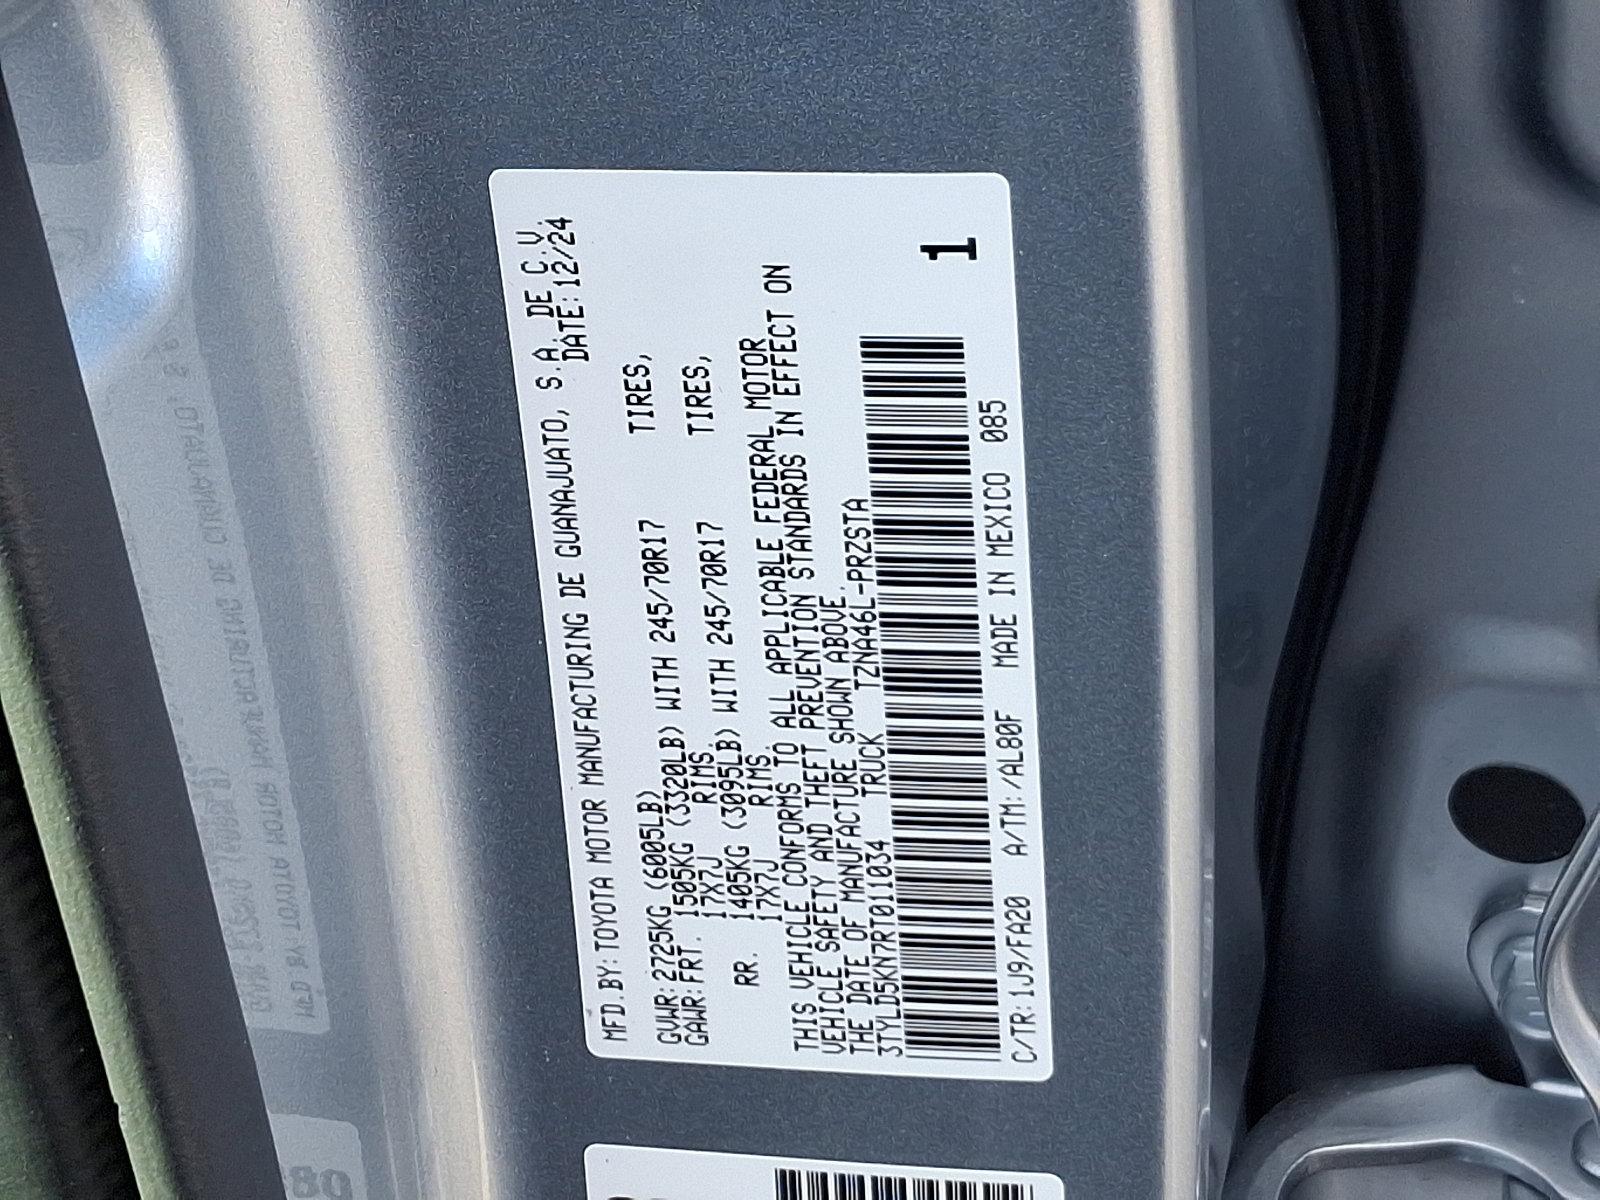 MFD.BY:TOYOTA MOTOR MANUFACTURING DE GUANAJUATO, S.A. DE C.V.
DATE:12/24
GVWR:2725KG (6005LB)
GAWR:FRT. 1505KG (3320LB) WITH 245/70R17 TIRES,
17X7J RIMS.
RR. 1405KG (3095LB) WITH 245/70R17 TIRES,
17X7J RIMS.
THIS VEHICLE CONFORMS TO ALL APPLICABLE FEDERAL MOTOR
VEHICLE SAFETY AND THEFT PREVENTION STANDARDS IN EFFECT ON
THE DATE OF MANUFACTURE SHOWN ABOVE.
3TYLD5KN7RT011034 TRUCK TZNA46L-PRZSTA
1
C/TR:1J9/FA20 A/TM:/AL80F MADE IN MEXICO 085